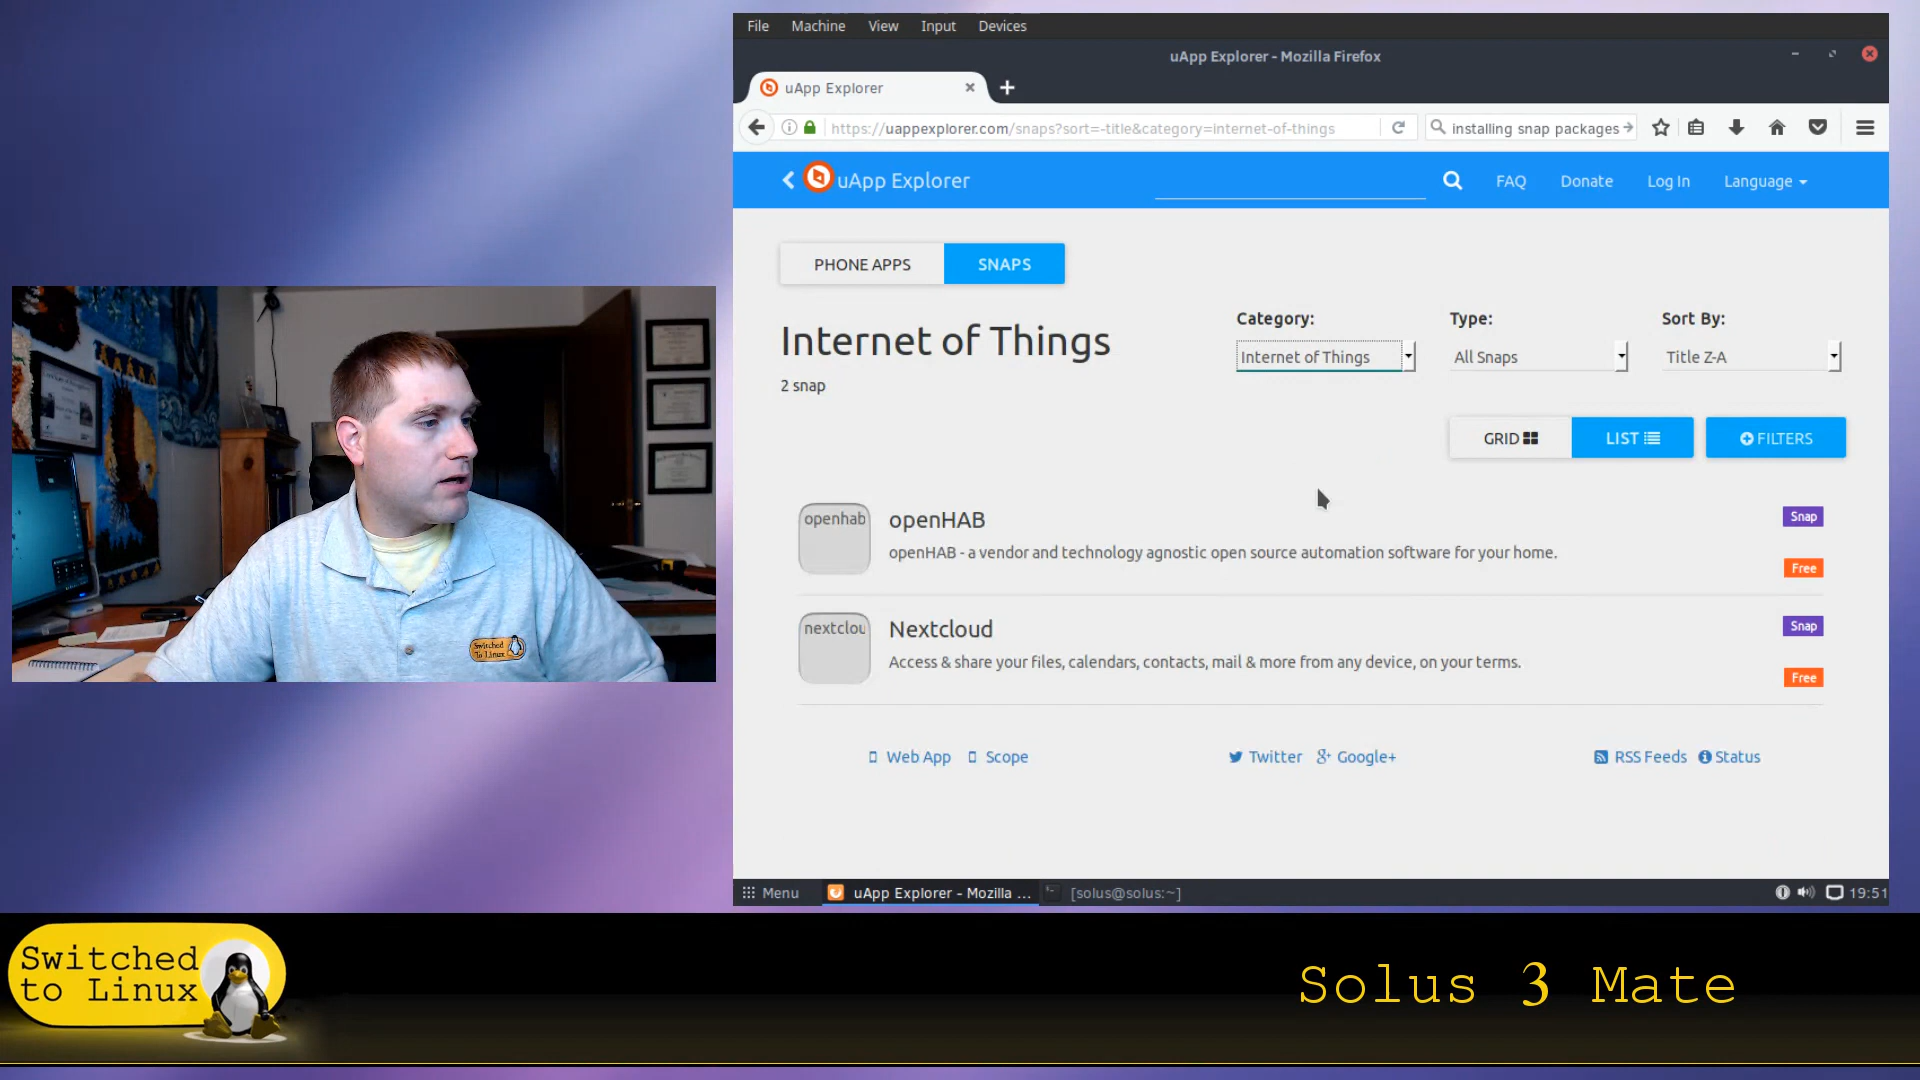 File Machine View Input Devices
uApp Explorer - Mozilla Firefox
uApp Explorer
https://uappexplorer.com/snaps?sort=-title&category=internet-of-things
installing snap packages
uApp Explorer
FAQ Donate Log In Language
PHONE APPS SNAPS
Category: Type: Sort By:
Internet of Things
Internet of Things All Snaps Title Z-A
2 snap
GRID LIST FILTERS
openhab
openHAB
Snap
openHAB - a vendor and technology agnostic open source automation software for your home.
Free
nextclou
Nextcloud
Snap
Access & share your files, calendars, contacts, mail & more from any device, on your terms.
Free
Web App Scope Twitter Google+ RSS Feeds Status
Menu uApp Explorer - Mozilla ... [solus@solus:~] 19:51
Switched
To Linux
Switched
to Linux
Solus 3 Mate